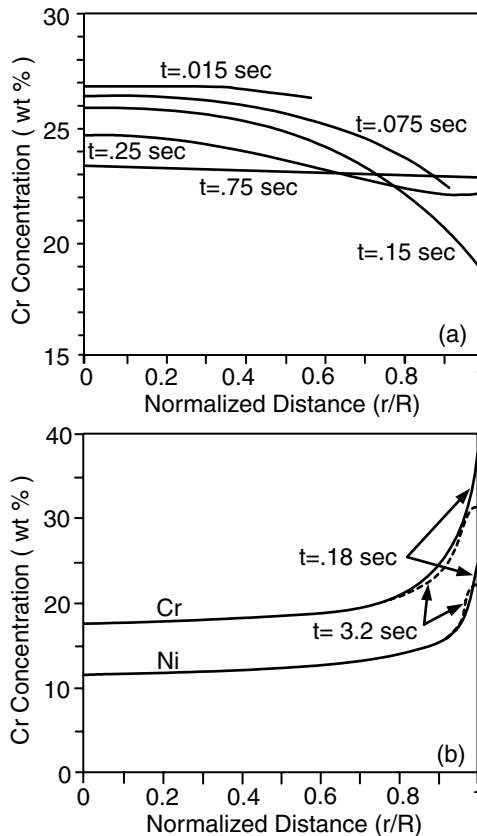 30
25
20
15
Cr Concentration ( wt % )
t=.015 sec
t=.075 sec
t=.25 sec
t=.75 sec
t=.15 sec
(a)
0 0.2 0.4 0.6 0.8 1
Normalized Distance (r/R)
40
30
20
10
0
Cr Concentration ( wt % )
t=.18 sec
Cr
t= 3.2 sec
Ni
(b)
0 0.2 0.4 0.6 0.8 1
Normalized Distance (r/R)